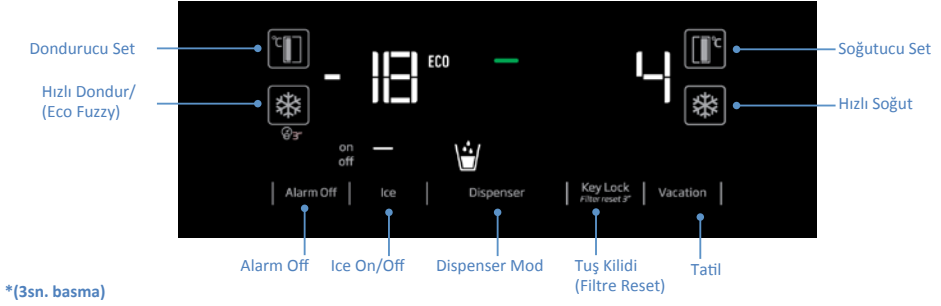 Dondurucu Set
°C
- 18
ECO
4
°C
Soğutucu Set
Hızlı Dondur/
(Eco Fuzzy)
3"
Hızlı Soğut
on
off
Alarm Off
Ice
Dispenser
Key Lock
Filter reset 3"
Vacation
Alarm Off
Ice On/Off
Dispenser Mod
Tuş Kilidi
(Filtre Reset)
Tatil
*(3sn. basma)